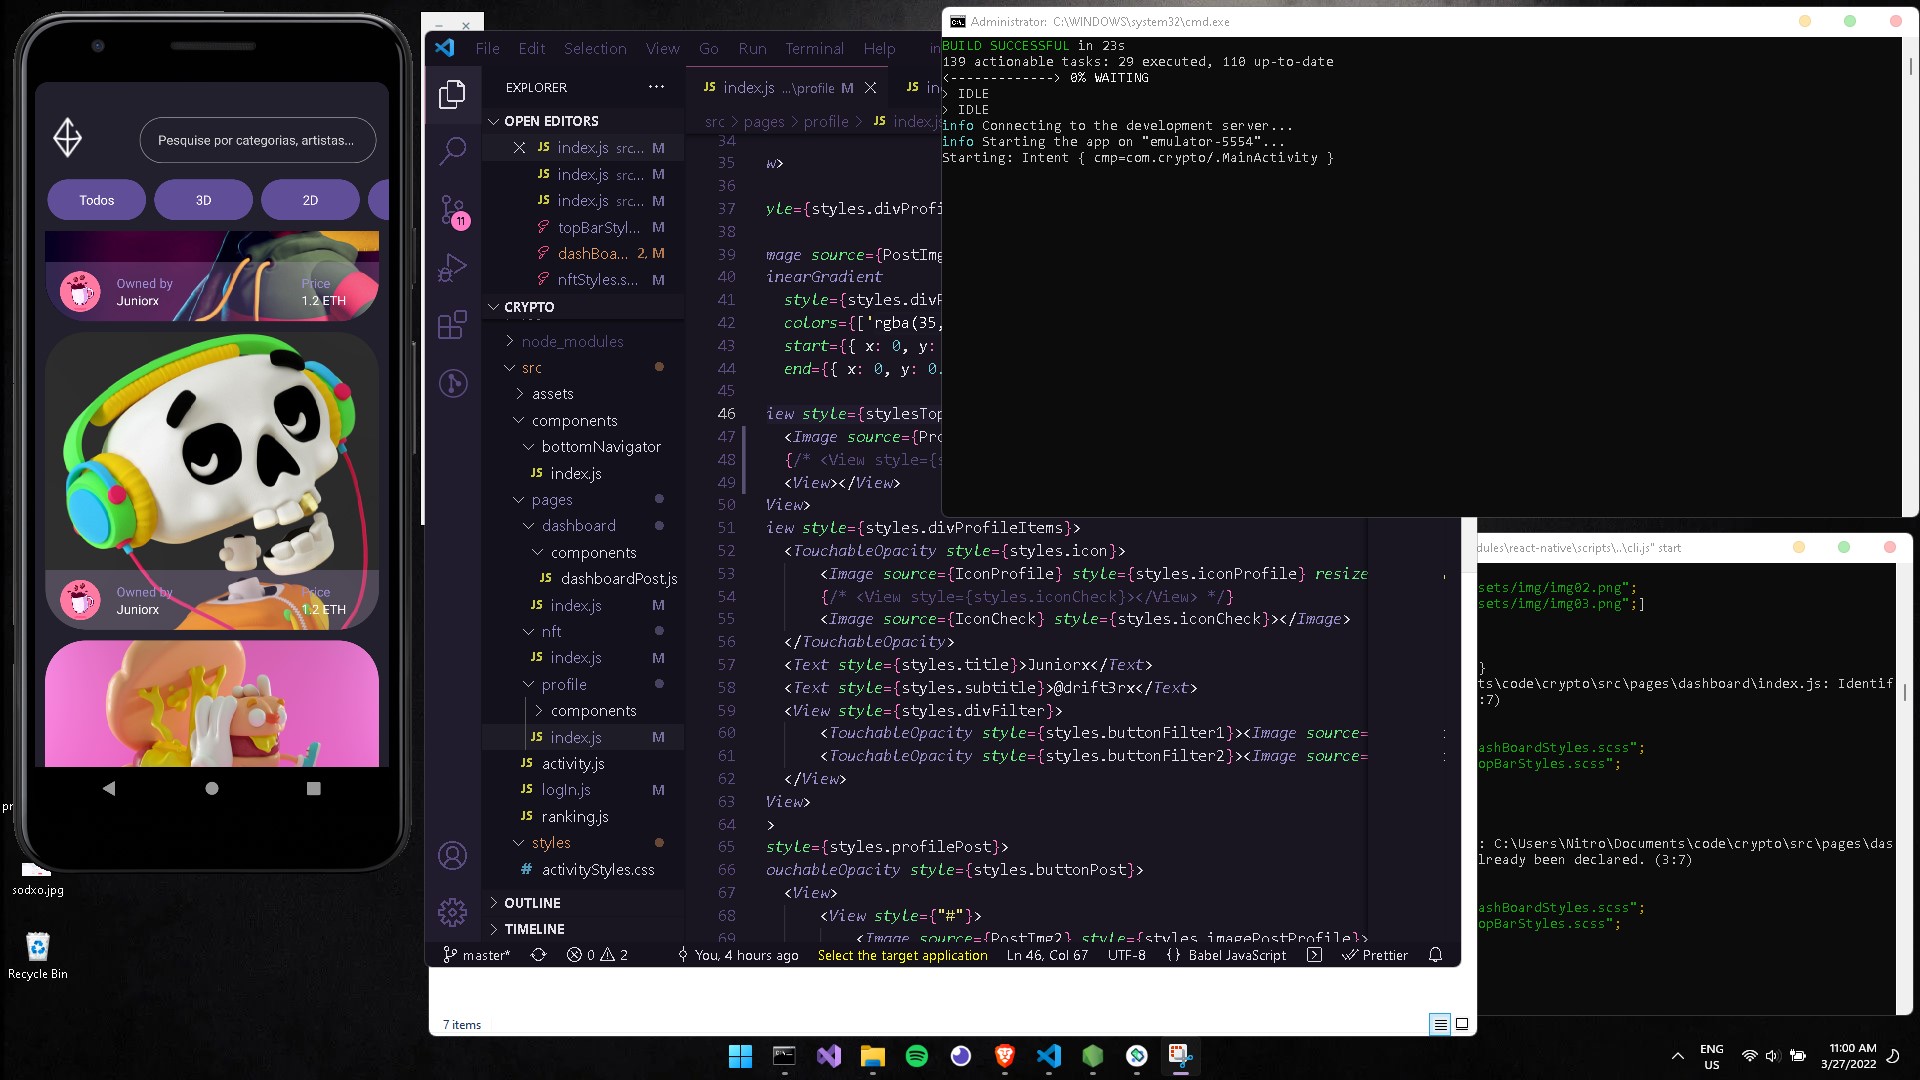 Pesquise por categorias, artistas...
Todos
3D
2D
Owned by
Juniorx
Price
1.2 ETH
Owned by
Juniorx
Price
1.2 ETH
sodxo.jpg
Recycle Bin
File Edit Selection View Go Run Terminal Help
EXPLORER
OPEN EDITORS
index.js src... M
index.js src... M
index.js src... M
topBarStyl... M
dashBoa... 2, M
nftStyles.s... M
CRYPTO
node_modules
src
assets
components
bottomNavigator
index.js
pages
dashboard
components
dashboardPost.js
index.js M
nft
index.js M
profile
components
index.js M
activity.js
logIn.js M
ranking.js
styles
activityStyles.css
OUTLINE
TIMELINE
11
index.js ...\profile M
src > pages > profile > JS index.js
34
35 w>
36
37 yle={styles.divProfi
38
39 mage source={PostImg
40 inearGradient
41 style={styles.divP
42 colors={['rgba(35,
43 start={{ x: 0, y:
44 end={{ x: 0, y: 0.
45
46 iew style={stylesTop
47 <Image source={Pro
48 {/* <View style={s
49 <View></View>
50 View>
51 iew style={styles.divProfileItems}>
52 <TouchableOpacity style={styles.icon}>
53 <Image source={IconProfile} style={styles.iconProfile} resize
54 {/* <View style={styles.iconCheck}></View> */}
55 <Image source={IconCheck} style={styles.iconCheck}></Image>
56 </TouchableOpacity>
57 <Text style={styles.title}>Juniorx</Text>
58 <Text style={styles.subtitle}>@drift3rx</Text>
59 <View style={styles.divFilter}>
60 <TouchableOpacity style={styles.buttonFilter1}><Image source=
61 <TouchableOpacity style={styles.buttonFilter2}><Image source=
62 </View>
63 View>
64 >
65 style={styles.profilePost}>
66 ouchableOpacity style={styles.buttonPost}>
67 <View>
68 <View style={"#"}>
69 <Image source={PostImg2} style={styles.imagePostProfile}>
master* 0 2 You, 4 hours ago Select the target application Ln 46, Col 67 UTF-8 {} Babel JavaScript Prettier
7 items
Administrator: C:\WINDOWS\system32\cmd.exe
BUILD SUCCESSFUL in 23s
139 actionable tasks: 29 executed, 110 up-to-date
<-------------> 0% WAITING
> IDLE
> IDLE
info Connecting to the development server...
info Starting the app on "emulator-5554"...
Starting: Intent { cmp=com.crypto/.MainActivity }
dules\react-native\scripts\..\cli.js" start
sets/img/img02.png";
sets/img/img03.png";]
}
ts\code\crypto\src\pages\dashboard\index.js: Identif
:7)
ashBoardStyles.scss";
opBarStyles.scss";
: C:\Users\Nitro\Documents\code\crypto\src\pages\das
lready been declared. (3:7)
ashBoardStyles.scss";
opBarStyles.scss";
ENG
US
11:00 AM
3/27/2022